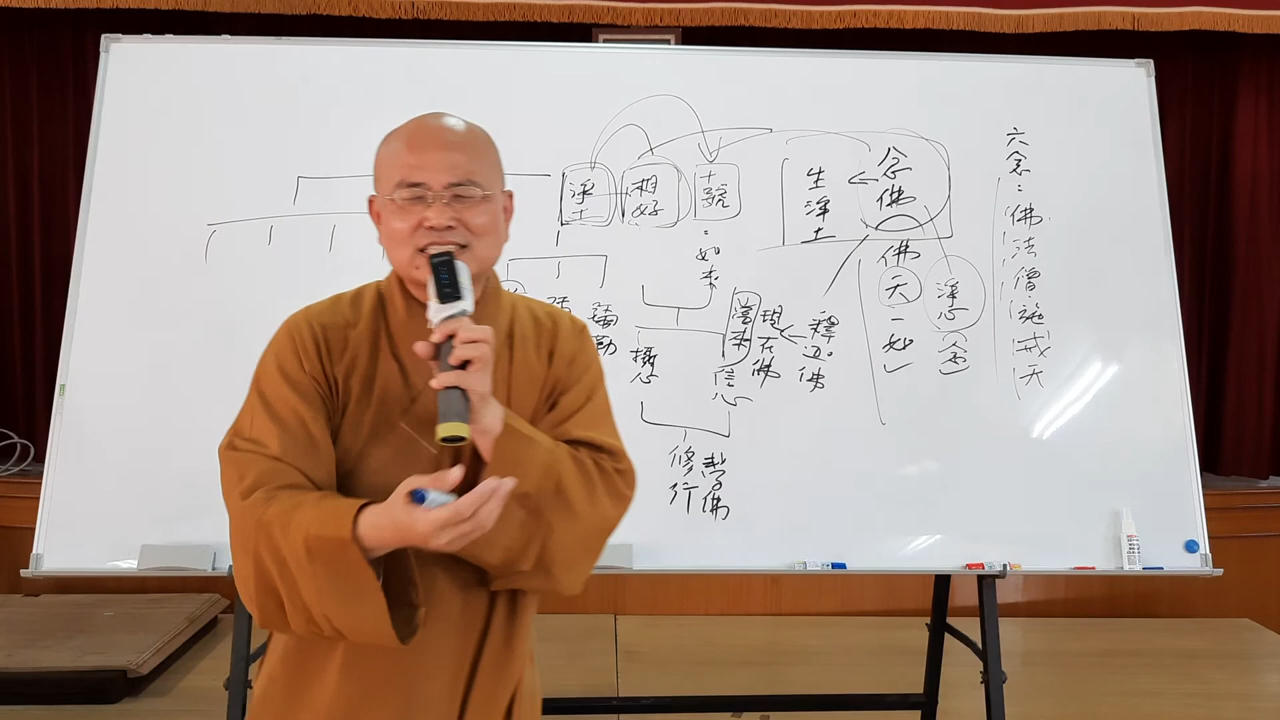 六念：佛法僧施戒天
念佛
生淨土
佛
天
一如」
淨心
(念)
十號
：如來
相好
淨土
當來
現在佛
釋迦佛
攝心
信心
學佛
修行